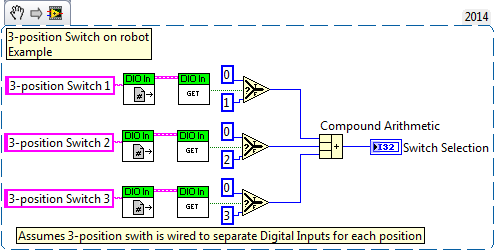 2014
3-position Switch on robot
Example
3-position Switch 1
DIO In
#
DIO In
GET
0
1
?
T
F
3-position Switch 2
DIO In
#
DIO In
GET
0
2
?
T
F
Compound Arithmetic
+
I32
Switch Selection
3-position Switch 3
DIO In
#
DIO In
GET
0
3
?
T
F
Assumes 3-position swith is wired to separate Digital Inputs for each position